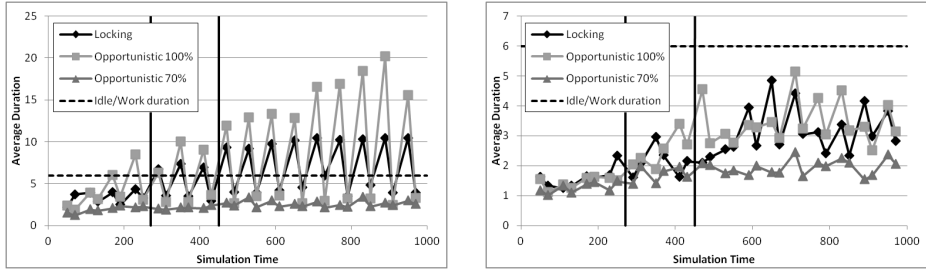 25
20
15
10
5
0
Average Duration
Locking
Opportunistic 100%
Opportunistic 70%
Idle/Work duration
0 200 400 600 800 1000
Simulation Time
7
6
5
4
3
2
1
0
Average Duration
Locking
Opportunistic 100%
Opportunistic 70%
Idle/Work duration
0 200 400 600 800 1000
Simulation Time